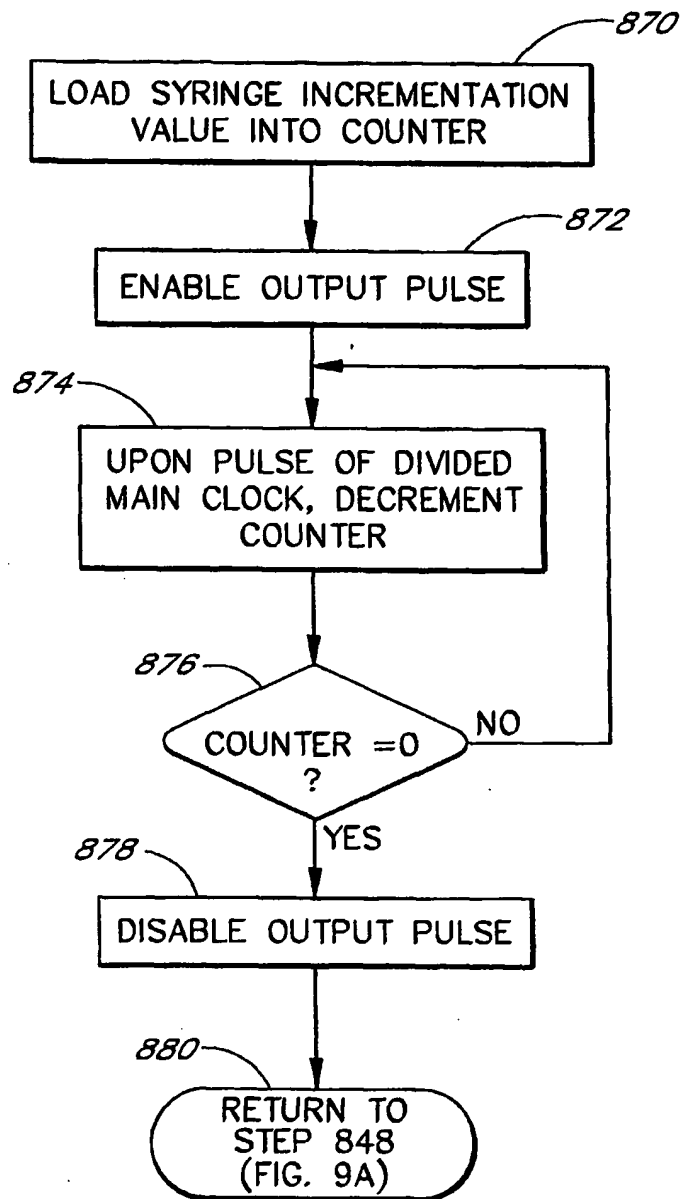 870
LOAD SYRINGE INCREMENTATION
VALUE INTO COUNTER
872
ENABLE OUTPUT PULSE
874
UPON PULSE OF DIVIDED
MAIN CLOCK, DECREMENT
COUNTER
876
COUNTER =0
?
NO
YES
878
DISABLE OUTPUT PULSE
880
RETURN TO
STEP 848
(FIG. 9A)